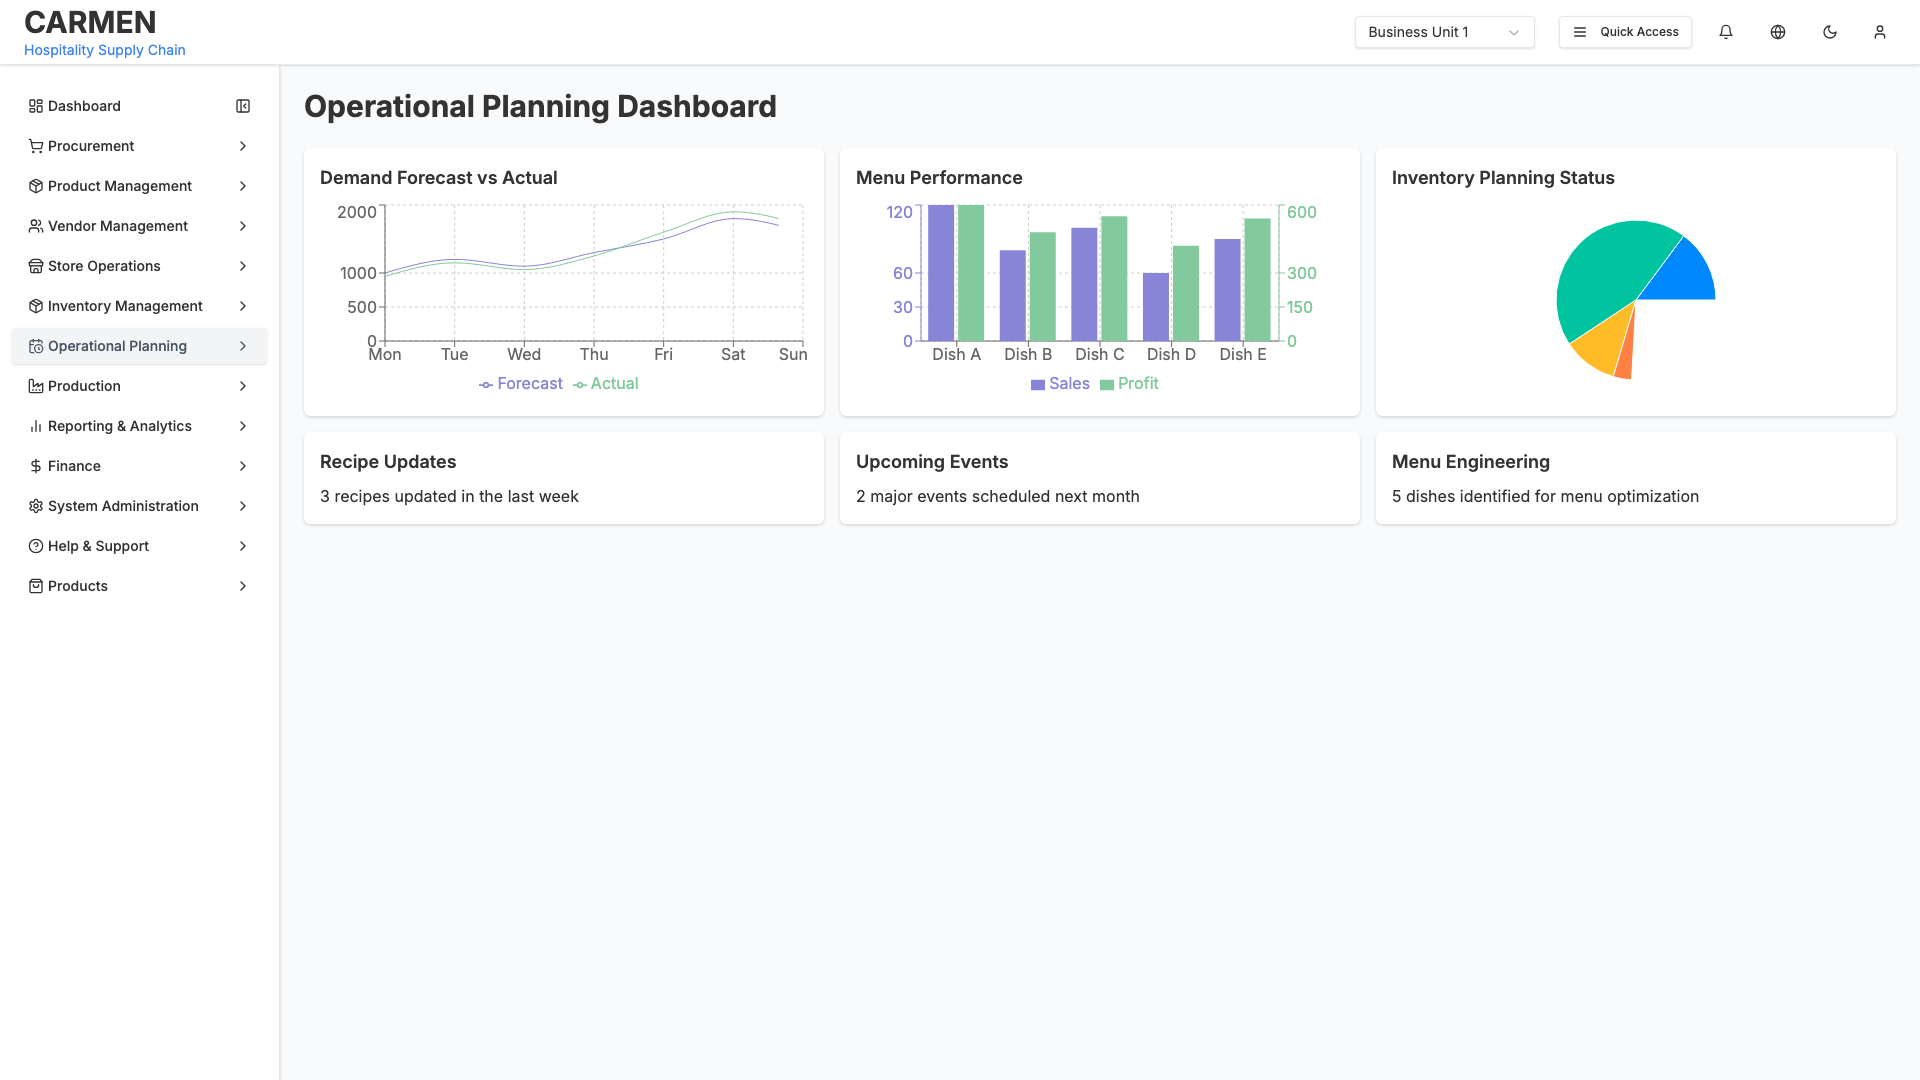 CARMEN
Hospitality Supply Chain
Business Unit 1
Quick Access
Dashboard
Procurement
Product Management
Vendor Management
Store Operations
Inventory Management
Operational Planning
Production
Reporting & Analytics
Finance
System Administration
Help & Support
Products
Operational Planning Dashboard
Demand Forecast vs Actual
2000
1000
500
0
Mon Tue Wed Thu Fri Sat Sun
Forecast Actual
Menu Performance
120 600
60 300
30 150
0 0
Dish A Dish B Dish C Dish D Dish E
Sales Profit
Inventory Planning Status
Recipe Updates
3 recipes updated in the last week
Upcoming Events
2 major events scheduled next month
Menu Engineering
5 dishes identified for menu optimization